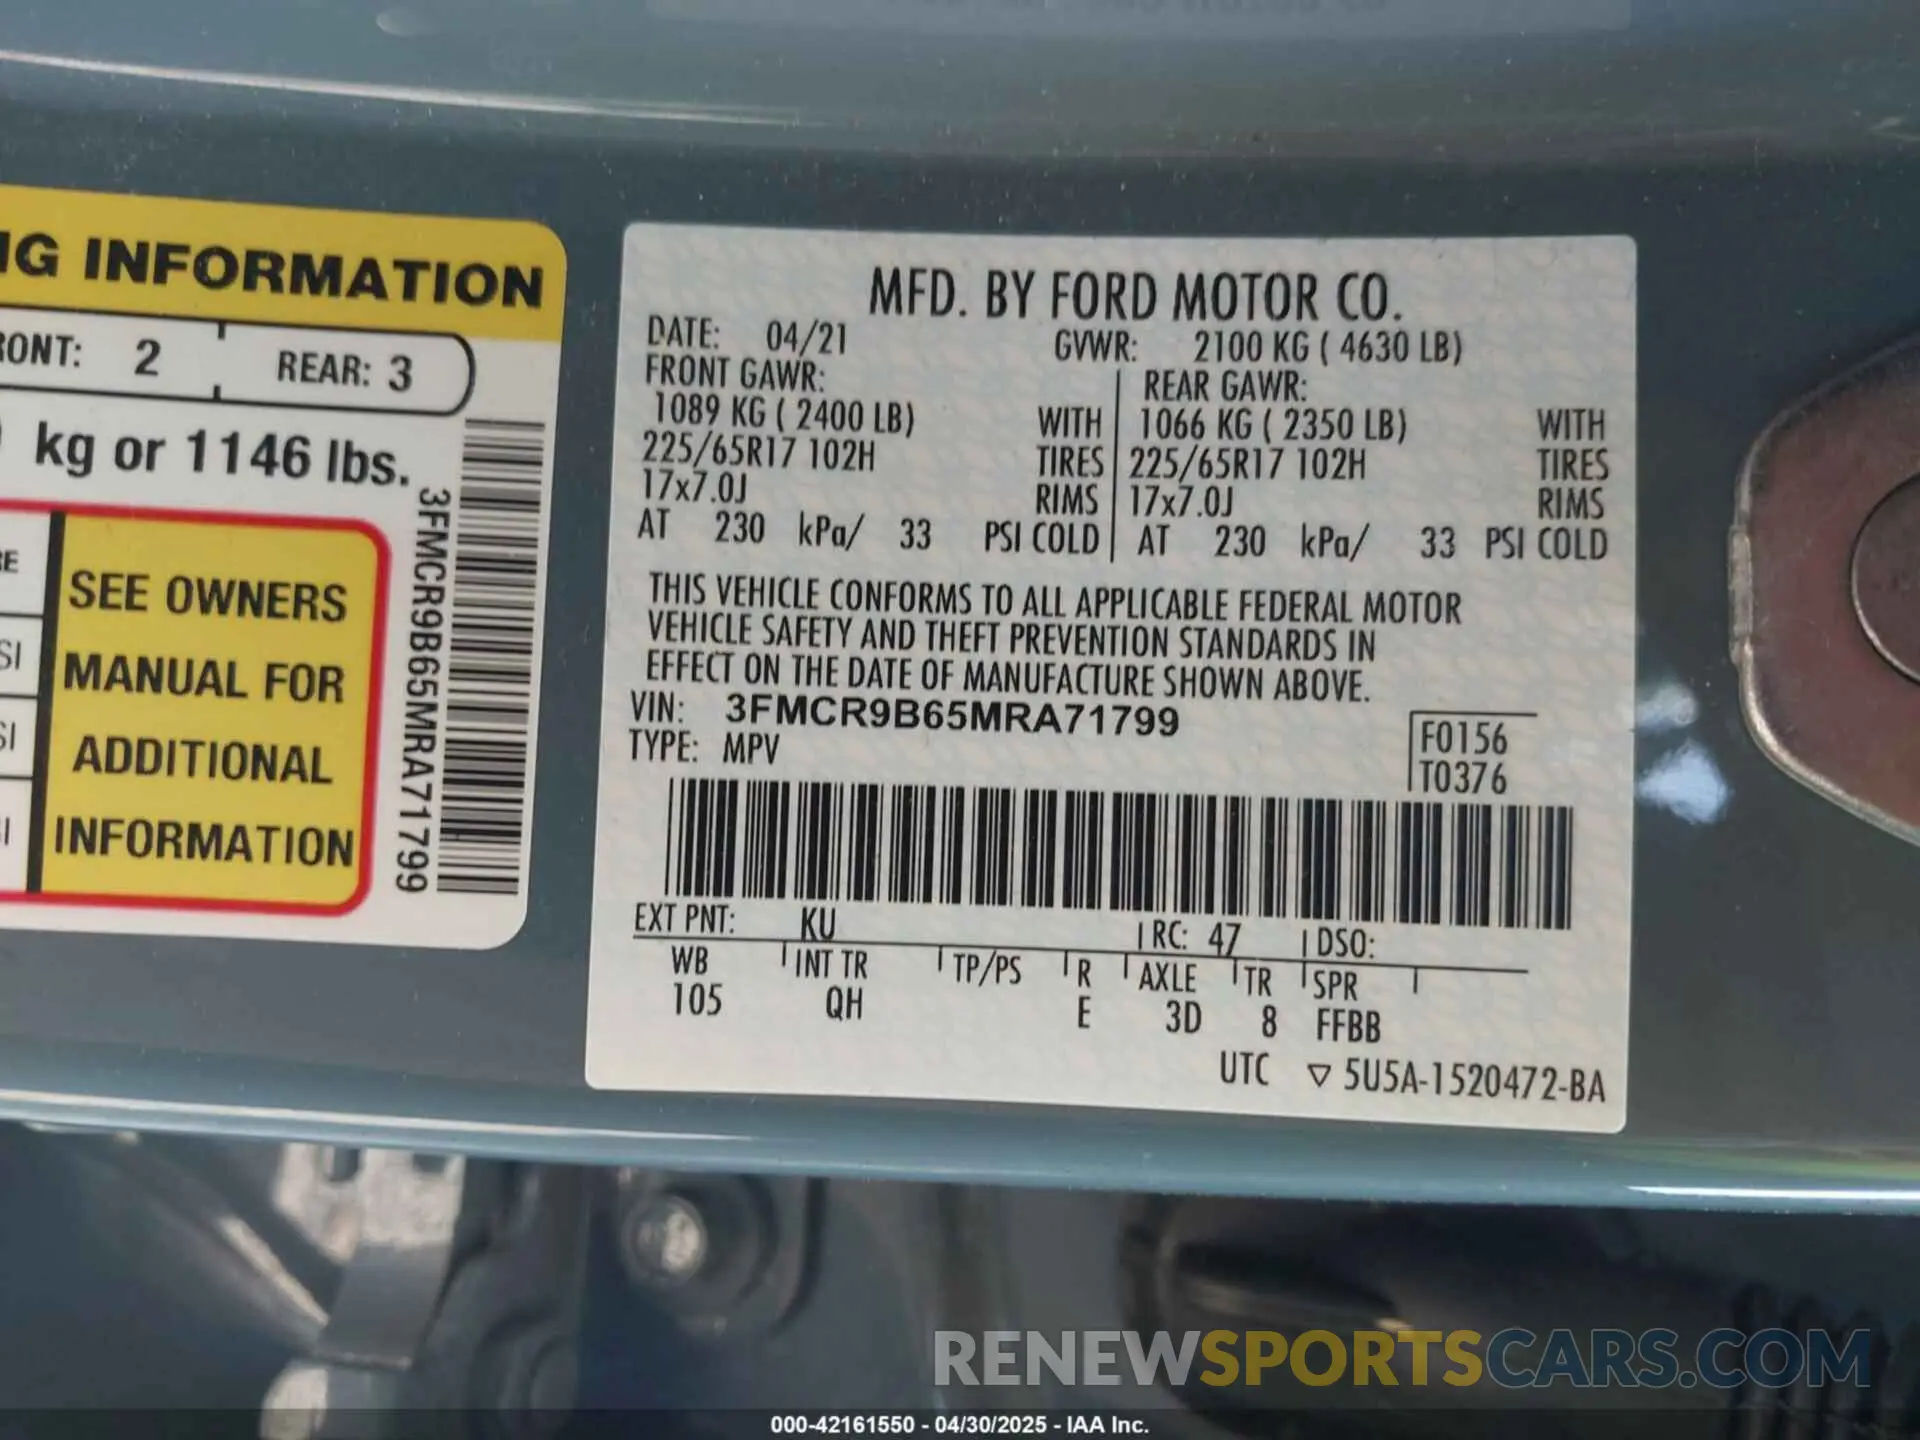 INFORMATION
2
REAR: 3
kg or 1146 lbs.
SEE OWNERS
MANUAL FOR
ADDITIONAL
INFORMATION
3FMCR9B65MRA71799
MFD. BY FORD MOTOR CO.
DATE: 04/21 GVWR: 2100 KG ( 4630 LB)
FRONT GAWR: REAR GAWR:
1089 KG ( 2400 LB) WITH 1066 KG ( 2350 LB) WITH
225/65R17 102H TIRES 225/65R17 102H TIRES
17x7.0J RIMS 17x7.0J RIMS
AT 230 kPa/ 33 PSI COLD AT 230 kPa/ 33 PSI COLD
THIS VEHICLE CONFORMS TO ALL APPLICABLE FEDERAL MOTOR
VEHICLE SAFETY AND THEFT PREVENTION STANDARDS IN
EFFECT ON THE DATE OF MANUFACTURE SHOWN ABOVE.
VIN: 3FMCR9B65MRA71799
TYPE: MPV
F0156
T0376
EXT PNT: KU RC: 47 DSO:
WB INT TR TP/PS R AXLE TR SPR
105 QH E 3D 8 FFBB
UTC ▽ 5U5A-1520472-BA
RENEWSPORTSCARS.COM
000-42161550 - 04/30/2025 - IAA Inc.